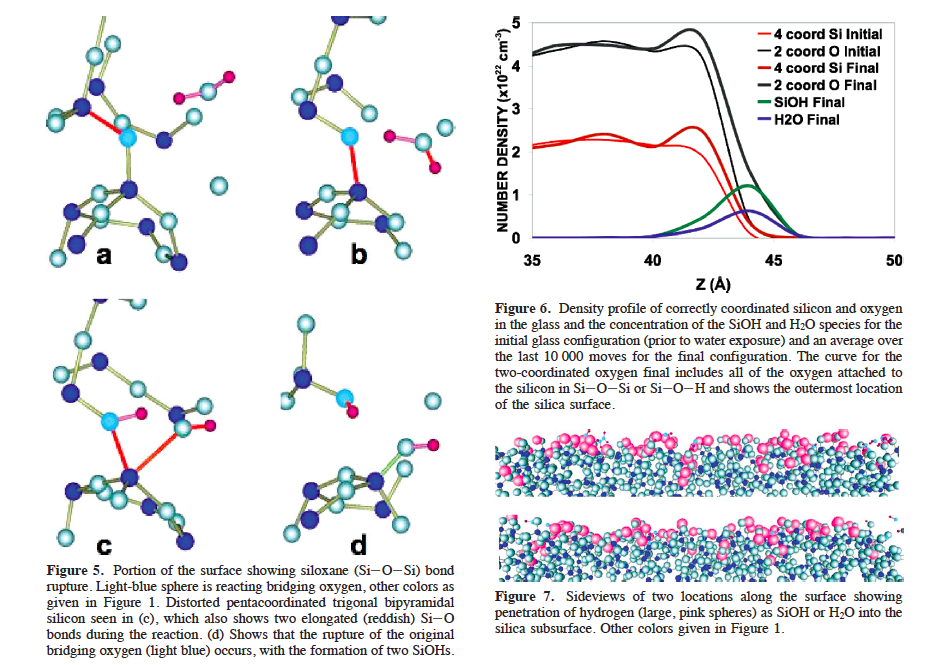 a
b
c
d
Figure 5. Portion of the surface showing siloxane (Si−O−Si) bond
rupture. Light-blue sphere is reacting bridging oxygen, other colors as
given in Figure 1. Distorted pentacoordinated trigonal bipyramidal
silicon seen in (c), which also shows two elongated (reddish) Si−O
bonds during the reaction. (d) Shows that the rupture of the original
bridging oxygen (light blue) occurs, with the formation of two SiOHs.
NUMBER DENSITY (x10²² cm⁻³)
5
4
3
2
1
0
4 coord Si Initial
2 coord O Initial
4 coord Si Final
2 coord O Final
SiOH Final
H2O Final
35 40 45 50
Z (Å)
Figure 6. Density profile of correctly coordinated silicon and oxygen
in the glass and the concentration of the SiOH and H₂O species for the
initial glass configuration (prior to water exposure) and an average over
the last 10 000 moves for the final configuration. The curve for the
two-coordinated oxygen final includes all of the oxygen attached to
the silicon in Si−O−Si or Si−O−H and shows the outermost location
of the silica surface.
Figure 7. Sideviews of two locations along the surface showing
penetration of hydrogen (large, pink spheres) as SiOH or H₂O into the
silica subsurface. Other colors given in Figure 1.